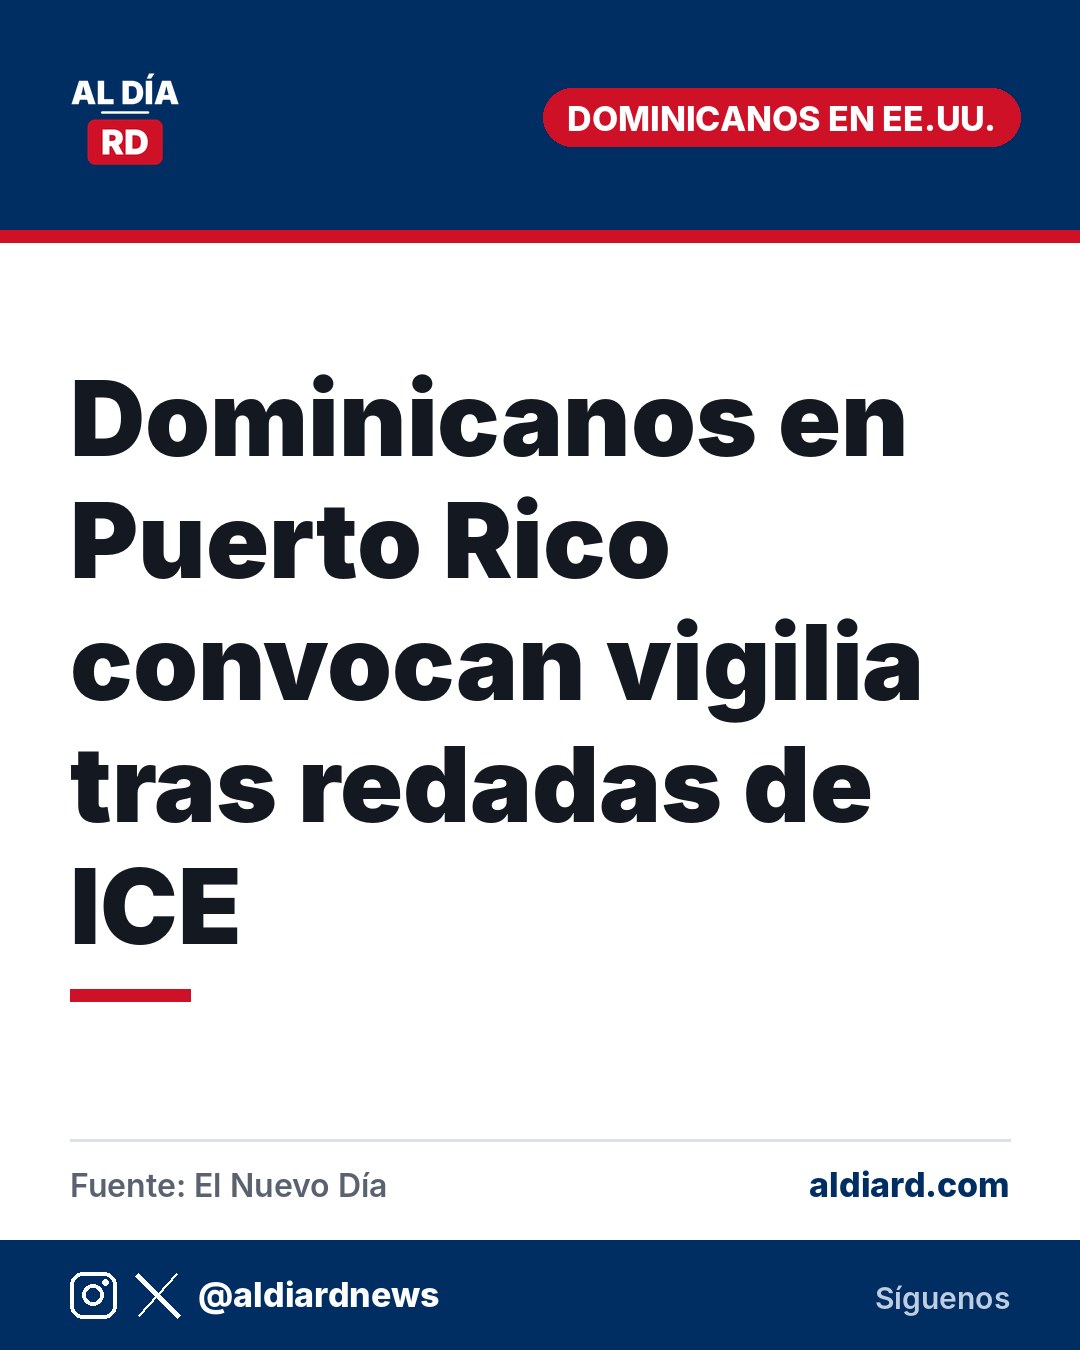 AL DÍA
RD
DOMINICANOS EN EE.UU.
Dominicanos en
Puerto Rico
convocan vigilia
tras redadas de
ICE
Fuente: El Nuevo Día
aldiard.com
@aldiardnews
Síguenos